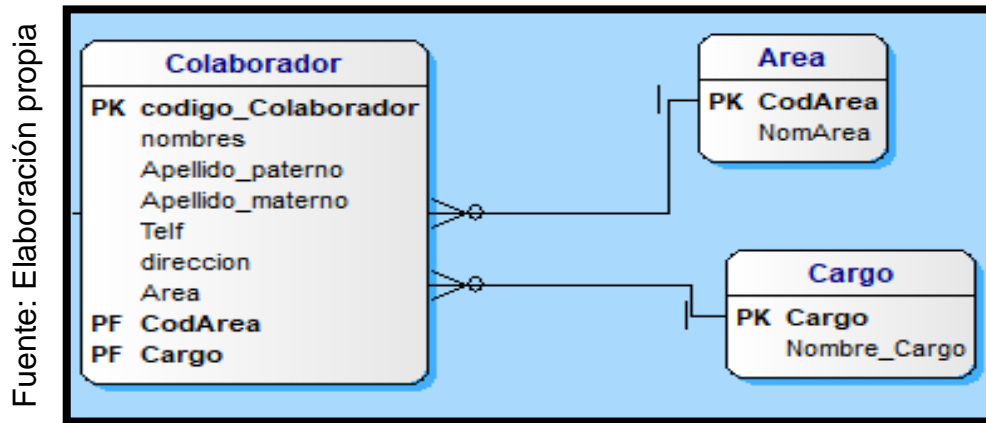 Fuente: Elaboración propia
Colaborador
PK codigo_Colaborador
nombres
Apellido_paterno
Apellido_materno
Telf
direccion
Area
PF CodArea
PF Cargo
Area
PK CodArea
NomArea
Cargo
PK Cargo
Nombre_Cargo